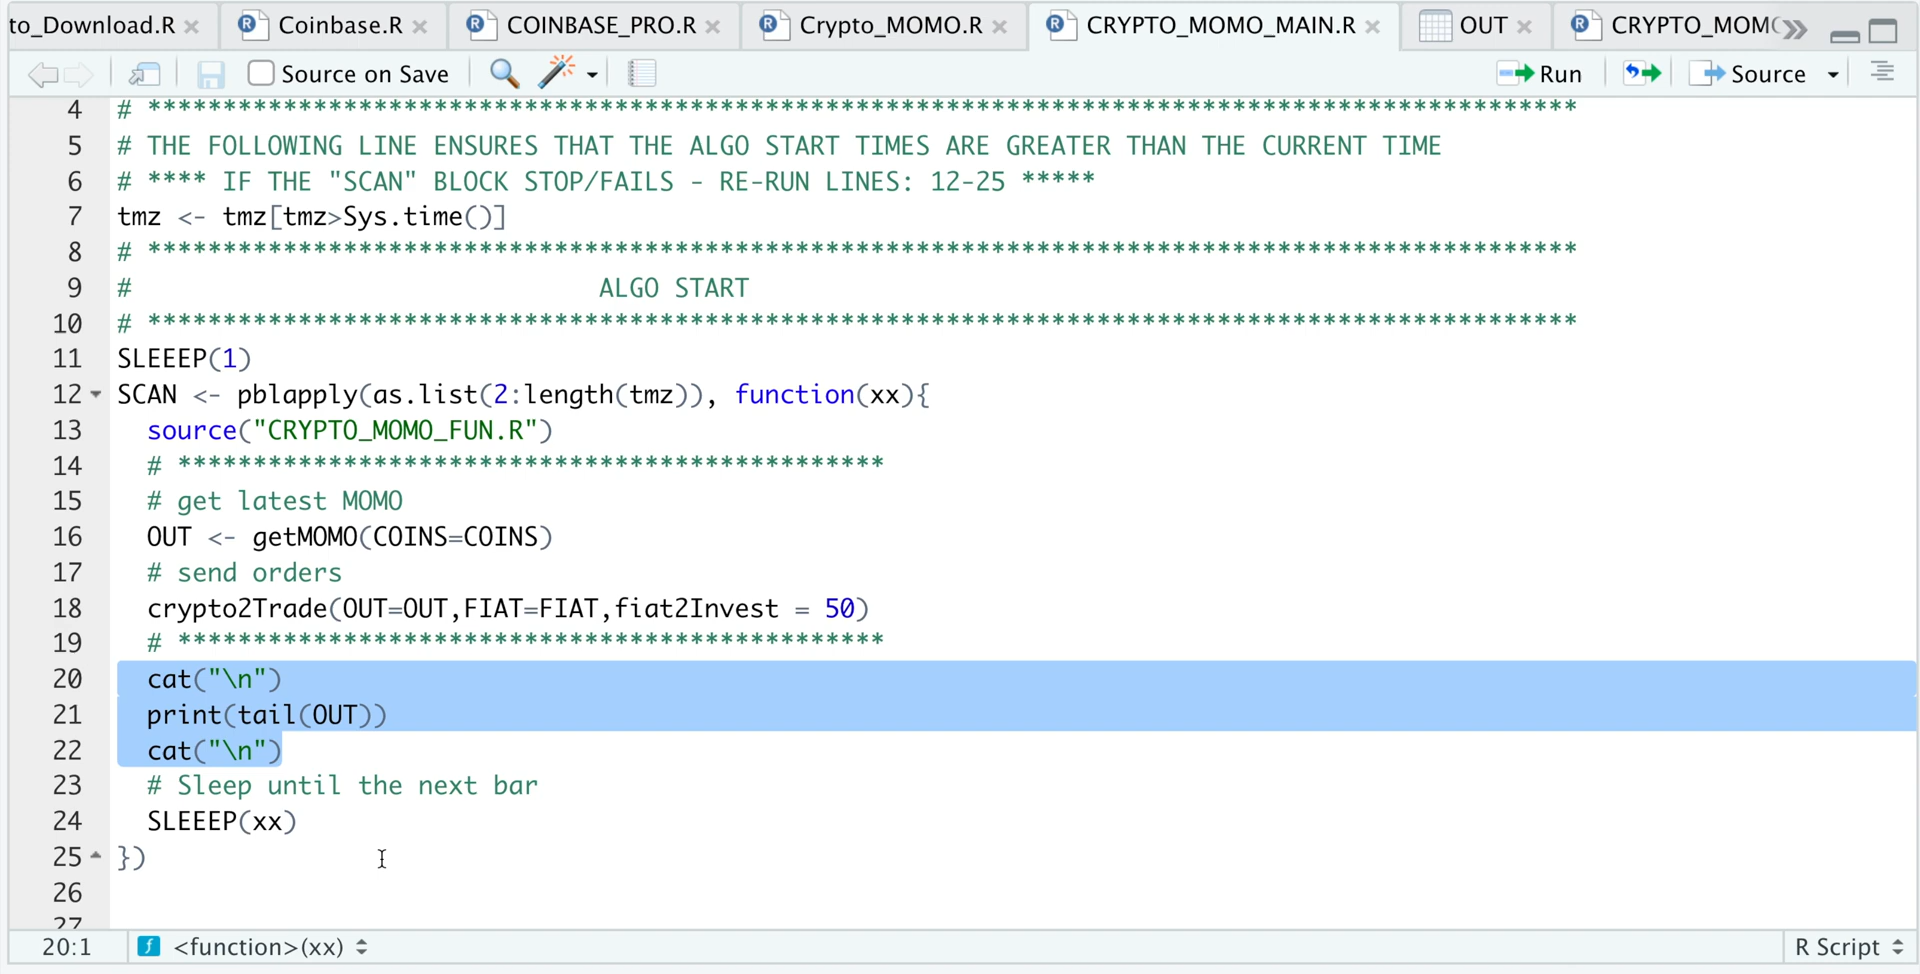 to_Download.R × Coinbase.R × COINBASE_PRO.R × Crypto_MOMO.R × CRYPTO_MOMO_MAIN.R × OUT × CRYPTO_MOMC
Source on Save Run Source
4 # ***********************************************************************************************
5 # THE FOLLOWING LINE ENSURES THAT THE ALGO START TIMES ARE GREATER THAN THE CURRENT TIME
6 # **** IF THE "SCAN" BLOCK STOP/FAILS - RE-RUN LINES: 12-25 *****
7 tmz <- tmz[tmz>Sys.time()]
8 # ***********************************************************************************************
9 # ALGO START
10 # ***********************************************************************************************
11 SLEEEP(1)
12 SCAN <- pblapply(as.list(2:length(tmz)), function(xx){
13 source("CRYPTO_MOMO_FUN.R")
14 # ***********************************************
15 # get latest MOMO
16 OUT <- getMOMO(COINS=COINS)
17 # send orders
18 crypto2Trade(OUT=OUT,FIAT=FIAT,fiat2Invest = 50)
19 # ***********************************************
20 cat("\n")
21 print(tail(OUT))
22 cat("\n")
23 # Sleep until the next bar
24 SLEEEP(xx)
25 })
26
27
20:1 <function>(xx) R Script